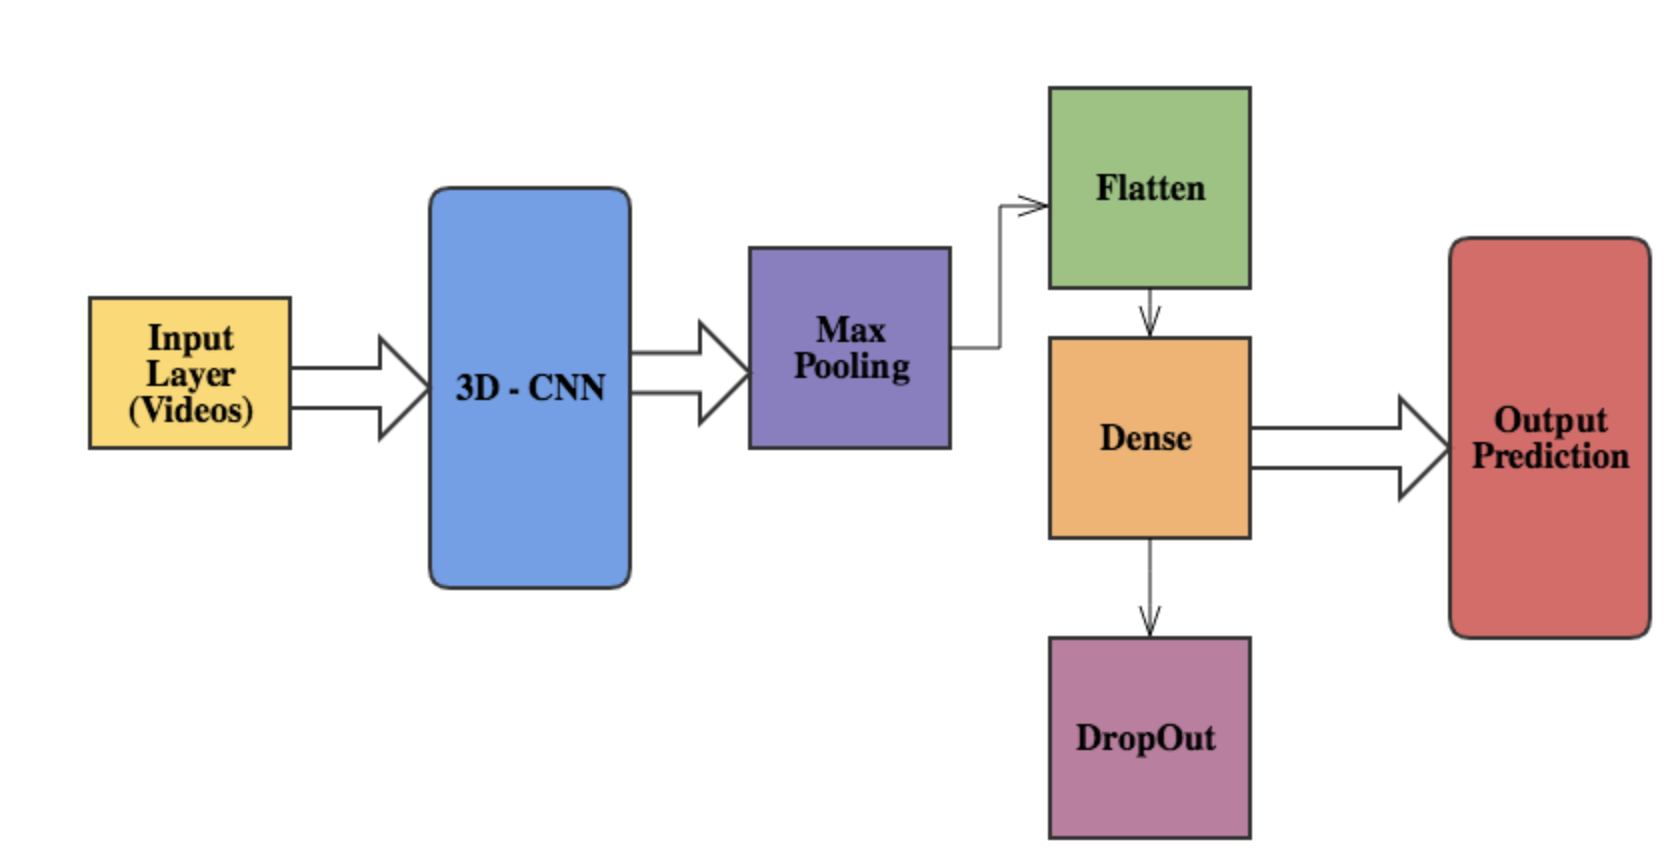 Input
Layer
(Videos)
3D - CNN
Max
Pooling
Flatten
Dense
DropOut
Output
Prediction